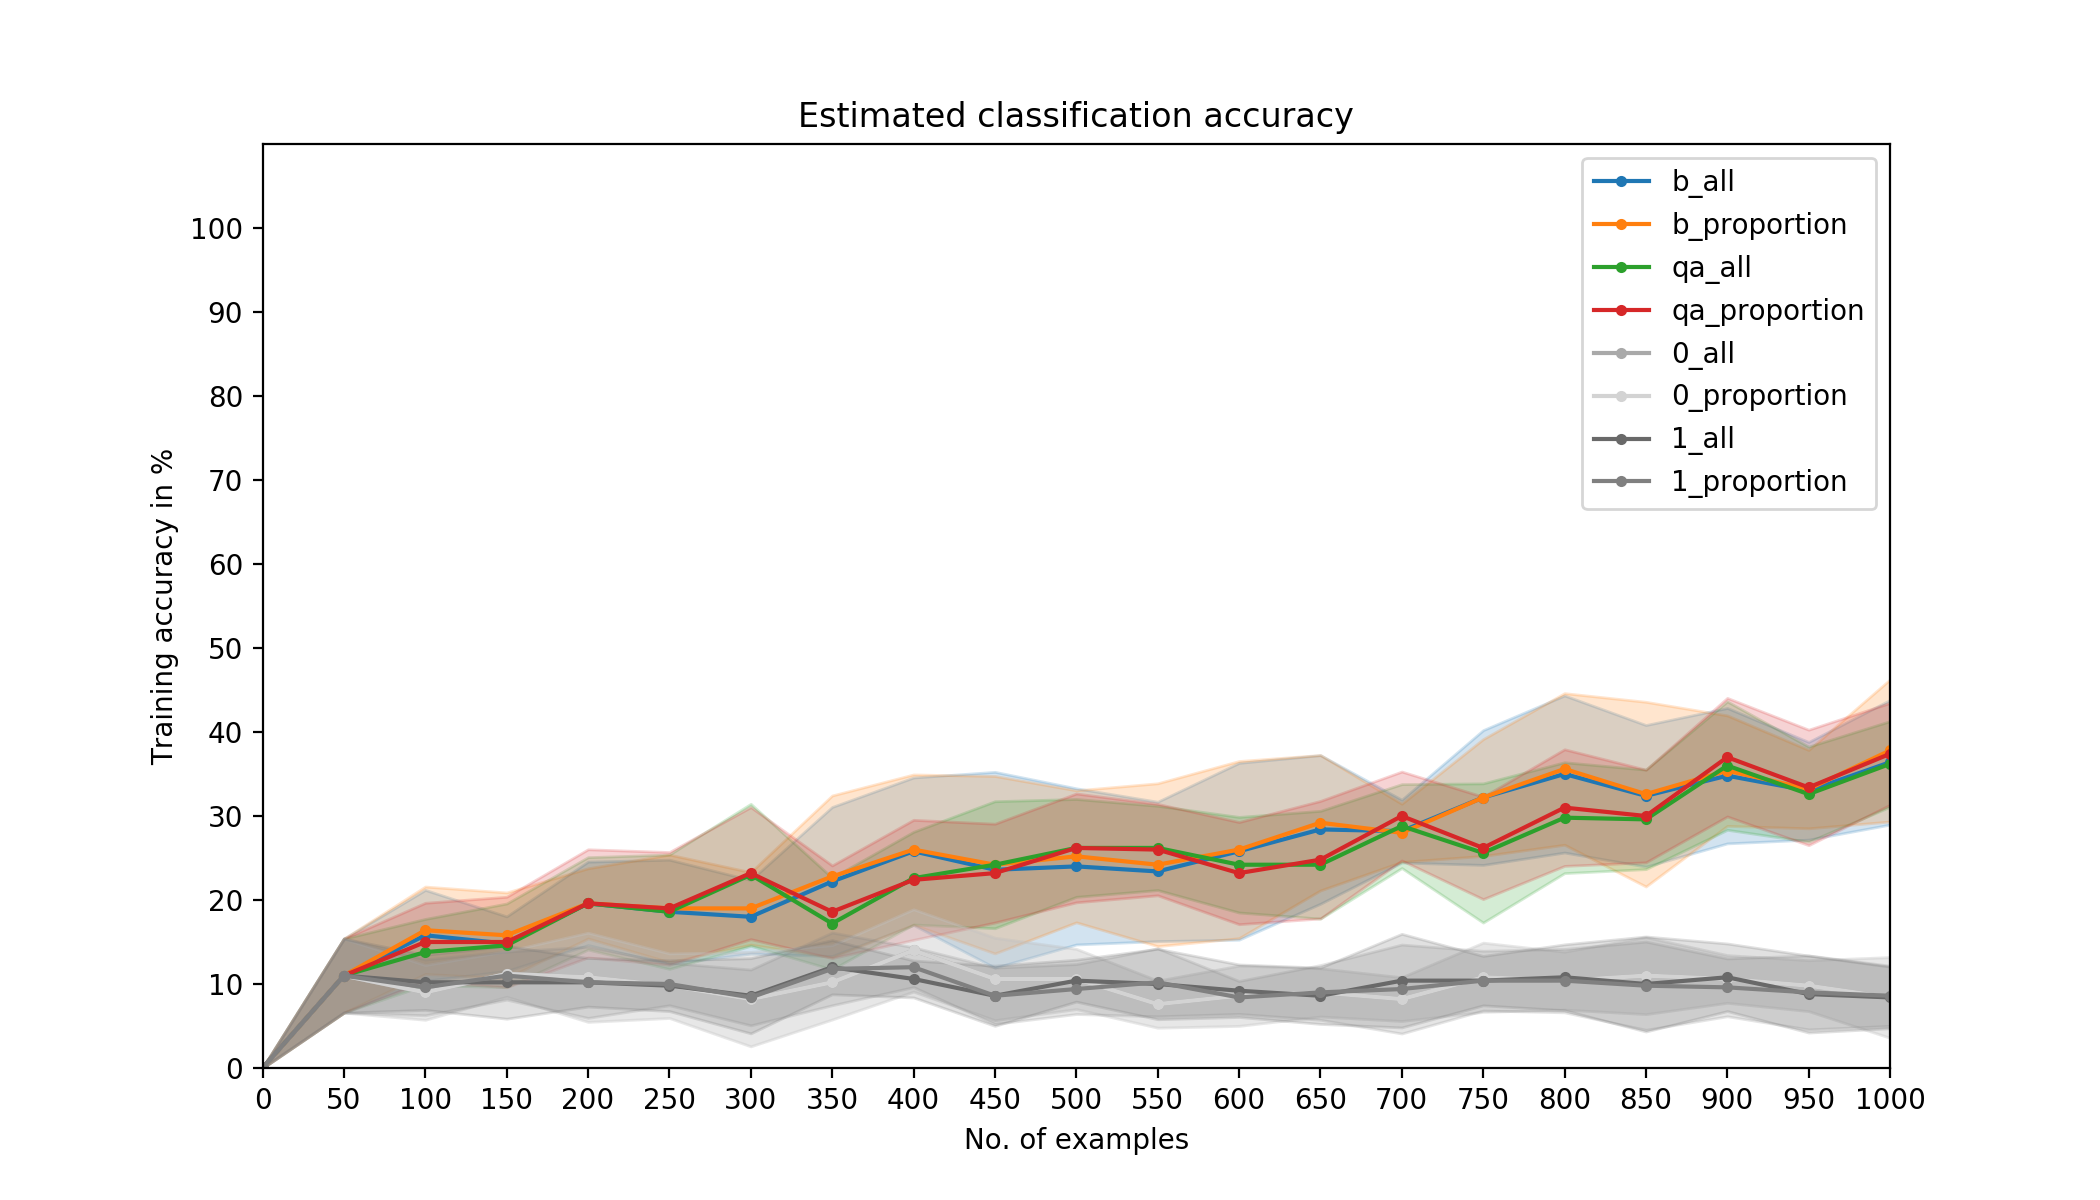 Estimated classification accuracy
b_all
b_proportion
qa_all
qa_proportion
0_all
0_proportion
1_all
1_proportion
Training accuracy in %
100
90
80
70
60
50
40
30
20
10
0
0 50 100 150 200 250 300 350 400 450 500 550 600 650 700 750 800 850 900 950 1000
No. of examples